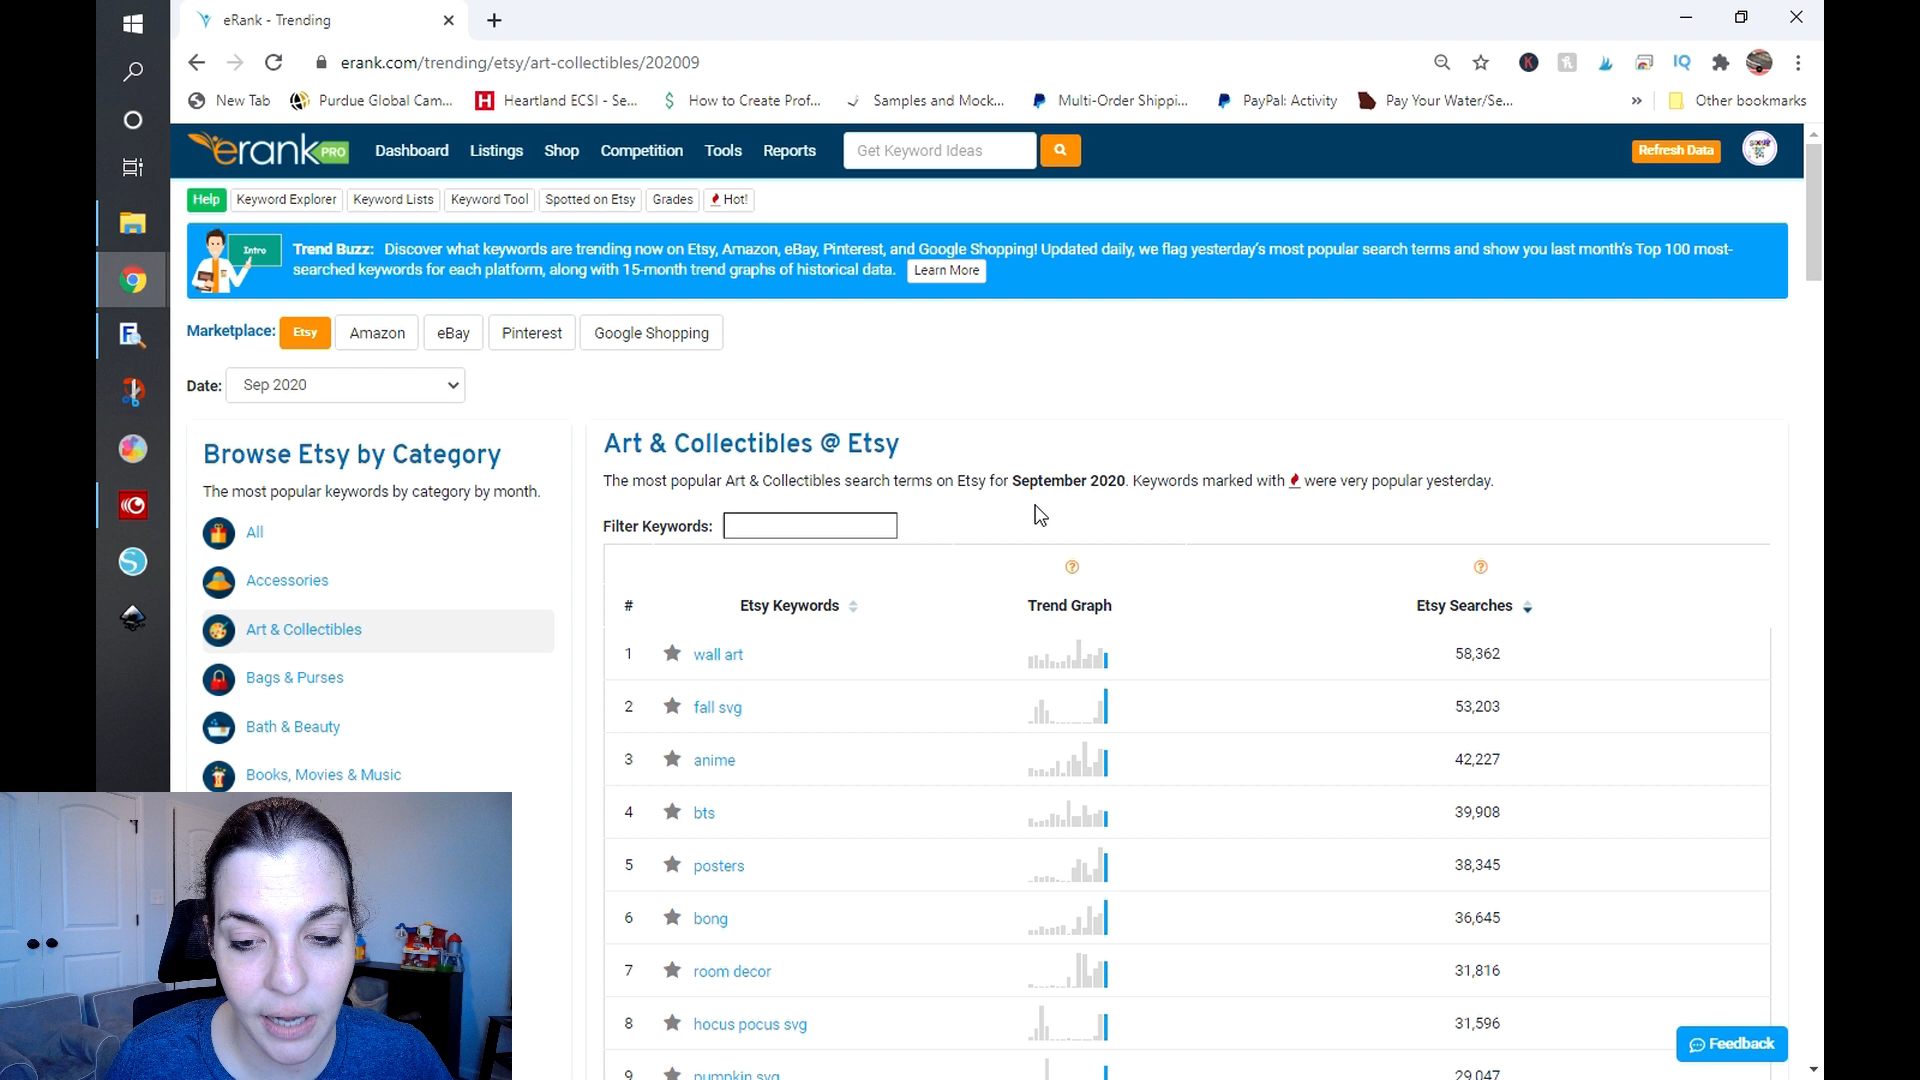 eRank - Trending
erank.com/trending/etsy/art-collectibles/202009
IQ
New Tab
Purdue Global Cam...
H Heartland ECSI - Se...
$ How to Create Prof...
Samples and Mock...
Multi-Order Shippi...
PayPal: Activity
Pay Your Water/Se...
Other bookmarks
erank PRO
Dashboard Listings Shop Competition Tools Reports
Get Keyword Ideas
Refresh Data
Help Keyword Explorer Keyword Lists Keyword Tool Spotted on Etsy Grades Hot!
Intro
Trend Buzz: Discover what keywords are trending now on Etsy, Amazon, eBay, Pinterest, and Google Shopping! Updated daily, we flag yesterday's most popular search terms and show you last month's Top 100 most-
searched keywords for each platform, along with 15-month trend graphs of historical data. Learn More
Marketplace: Etsy Amazon eBay Pinterest Google Shopping
Date: Sep 2020
Browse Etsy by Category
The most popular keywords by category by month.
All
Accessories
Art & Collectibles
Bags & Purses
Bath & Beauty
Books, Movies & Music
Art & Collectibles @ Etsy
The most popular Art & Collectibles search terms on Etsy for September 2020. Keywords marked with were very popular yesterday.
Filter Keywords:
# Etsy Keywords Trend Graph Etsy Searches
1 wall art 58,362
2 fall svg 53,203
3 anime 42,227
4 bts 39,908
5 posters 38,345
6 bong 36,645
7 room decor 31,816
8 hocus pocus svg 31,596
9 pumpkin svg 29,047
Feedback